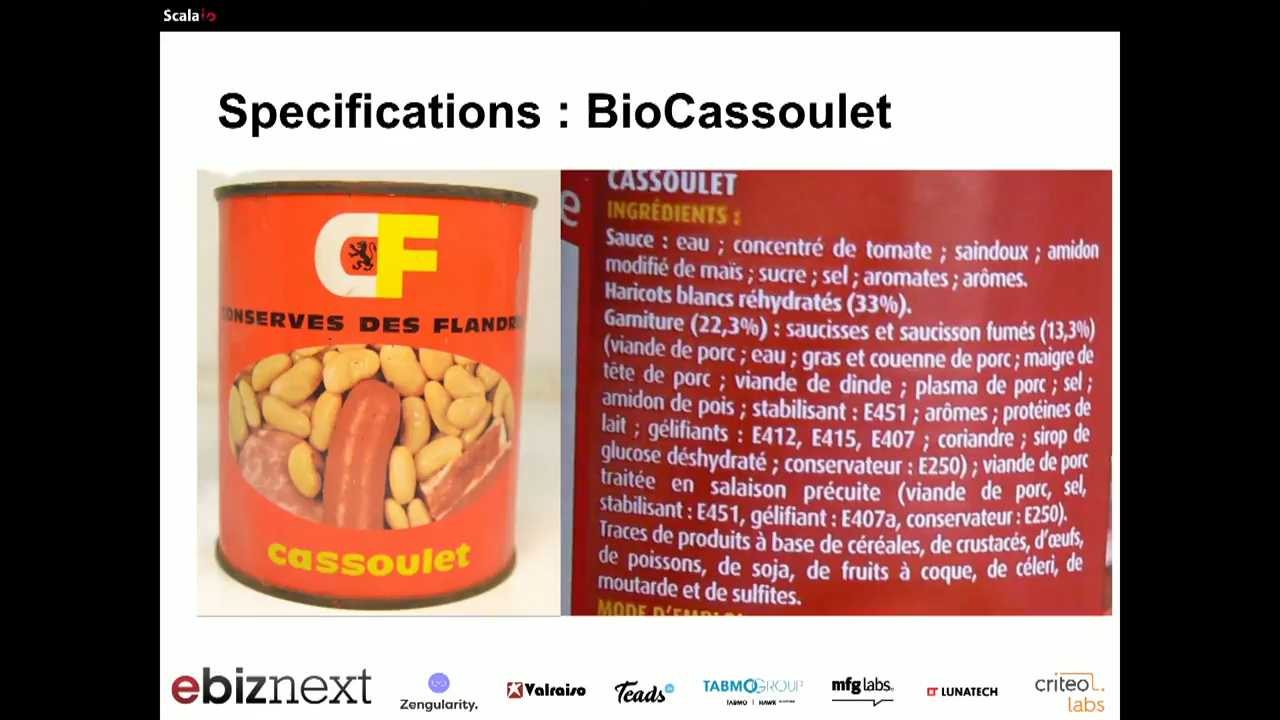 Scalaio
Specifications : BioCassoulet
CF
CONSERVES DES FLANDR
cassoulet
e
CASSOULET
INGRÉDIENTS :
Sauce : eau ; concentré de tomate ; saindoux ; amidon
modifié de maïs ; sucre ; sel ; aromates ; arômes.
Haricots blancs réhydratés (33%).
Garniture (22,3%) : saucisses et saucisson fumés (13,3%)
(viande de porc ; eau ; gras et couenne de porc ; maigre de
tête de porc ; viande de dinde ; plasma de porc ; sel ;
amidon de pois ; stabilisant : E451 ; arômes ; protéines de
lait ; gélifiants : E412, E415, E407 ; coriandre ; sirop de
glucose déshydraté ; conservateur : E250) ; viande de porc
traitée en salaison précuite (viande de porc, sel,
stabilisant : E451, gélifiant : E407a, conservateur : E250).
Traces de produits à base de céréales, de crustacés, d'œufs,
de poissons, de soja, de fruits à coque, de céleri, de
moutarde et de sulfites.
MODE D'EMPLOI
ebiznext
Zengularity.
Valraiso
Teads
TABMOGROUP
TABMO | HAWK
mfg labs.
LUNATECH
criteo.
labs